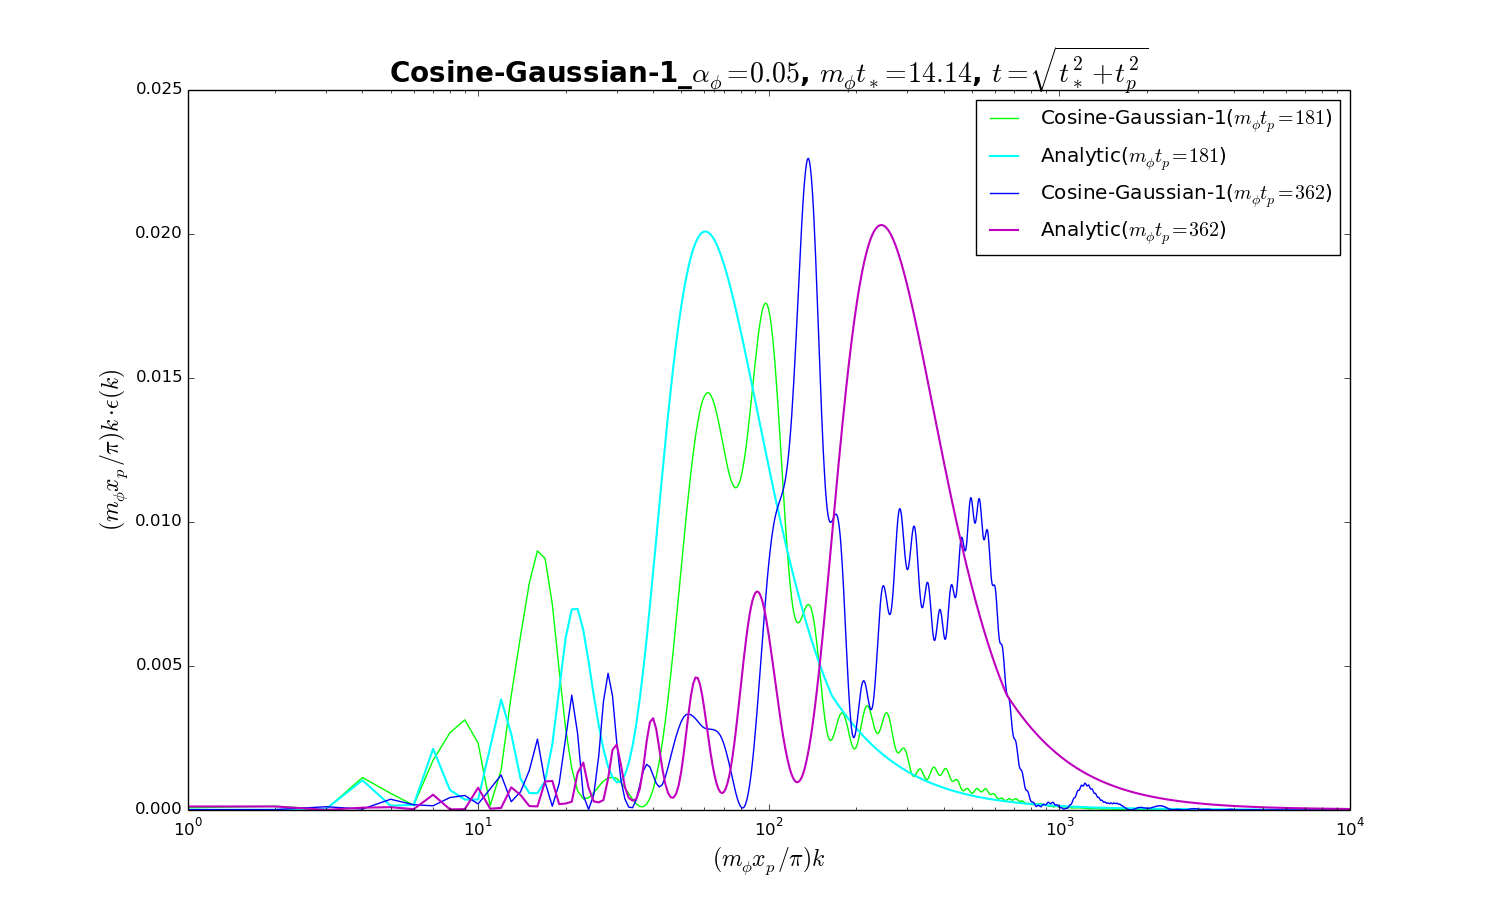 Cosine-Gaussian-1_α_ϕ=0.05, m_ϕt_*=14.14, t=√(t_*^2+t_p^2)
0.025
0.020
0.015
0.010
0.005
0.000
(m_ϕx_p/π)k·ϵ(k)
Cosine-Gaussian-1(m_ϕt_p=181)
Analytic(m_ϕt_p=181)
Cosine-Gaussian-1(m_ϕt_p=362)
Analytic(m_ϕt_p=362)
10^0 10^1 10^2 10^3 10^4
(m_ϕx_p/π)k